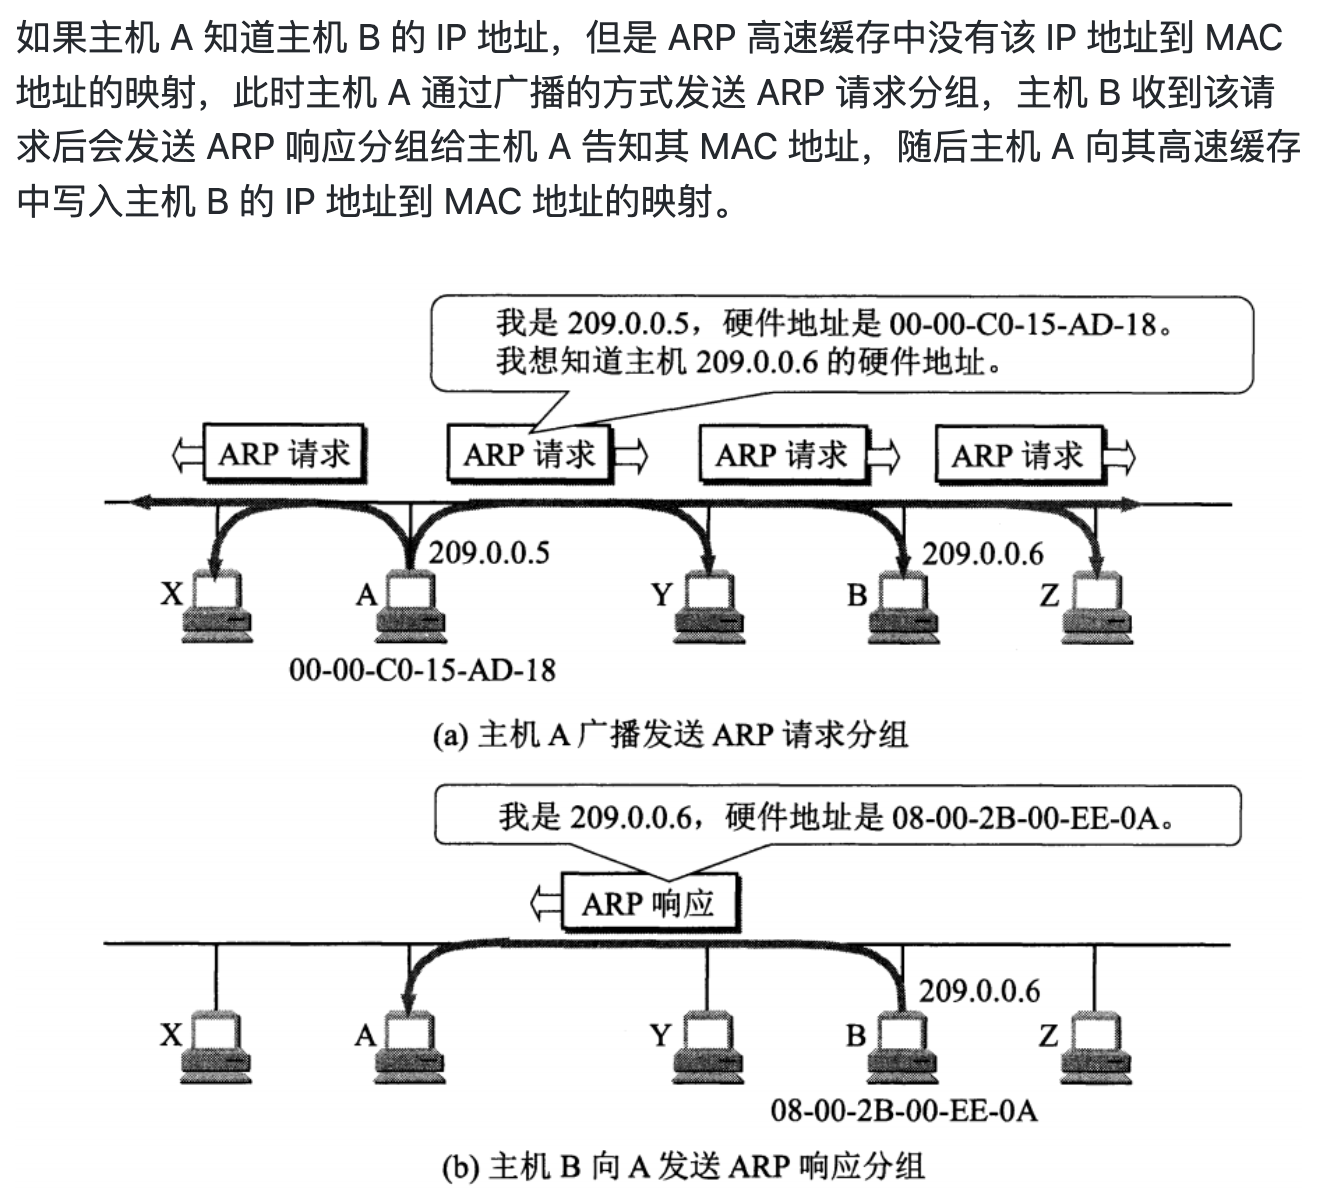 如果主机 A 知道主机 B 的 IP 地址，但是 ARP 高速缓存中没有该 IP 地址到 MAC
地址的映射，此时主机 A 通过广播的方式发送 ARP 请求分组，主机 B 收到该请
求后会发送 ARP 响应分组给主机 A 告知其 MAC 地址，随后主机 A 向其高速缓存
中写入主机 B 的 IP 地址到 MAC 地址的映射。
我是 209.0.0.5，硬件地址是 00-00-C0-15-AD-18。
我想知道主机 209.0.0.6 的硬件地址。
ARP 请求 ARP 请求 ARP 请求 ARP 请求
209.0.0.5 209.0.0.6
X A Y B Z
00-00-C0-15-AD-18
(a) 主机 A 广播发送 ARP 请求分组
我是 209.0.0.6，硬件地址是 08-00-2B-00-EE-0A。
ARP 响应
209.0.0.6
X A Y B Z
08-00-2B-00-EE-0A
(b) 主机 B 向 A 发送 ARP 响应分组